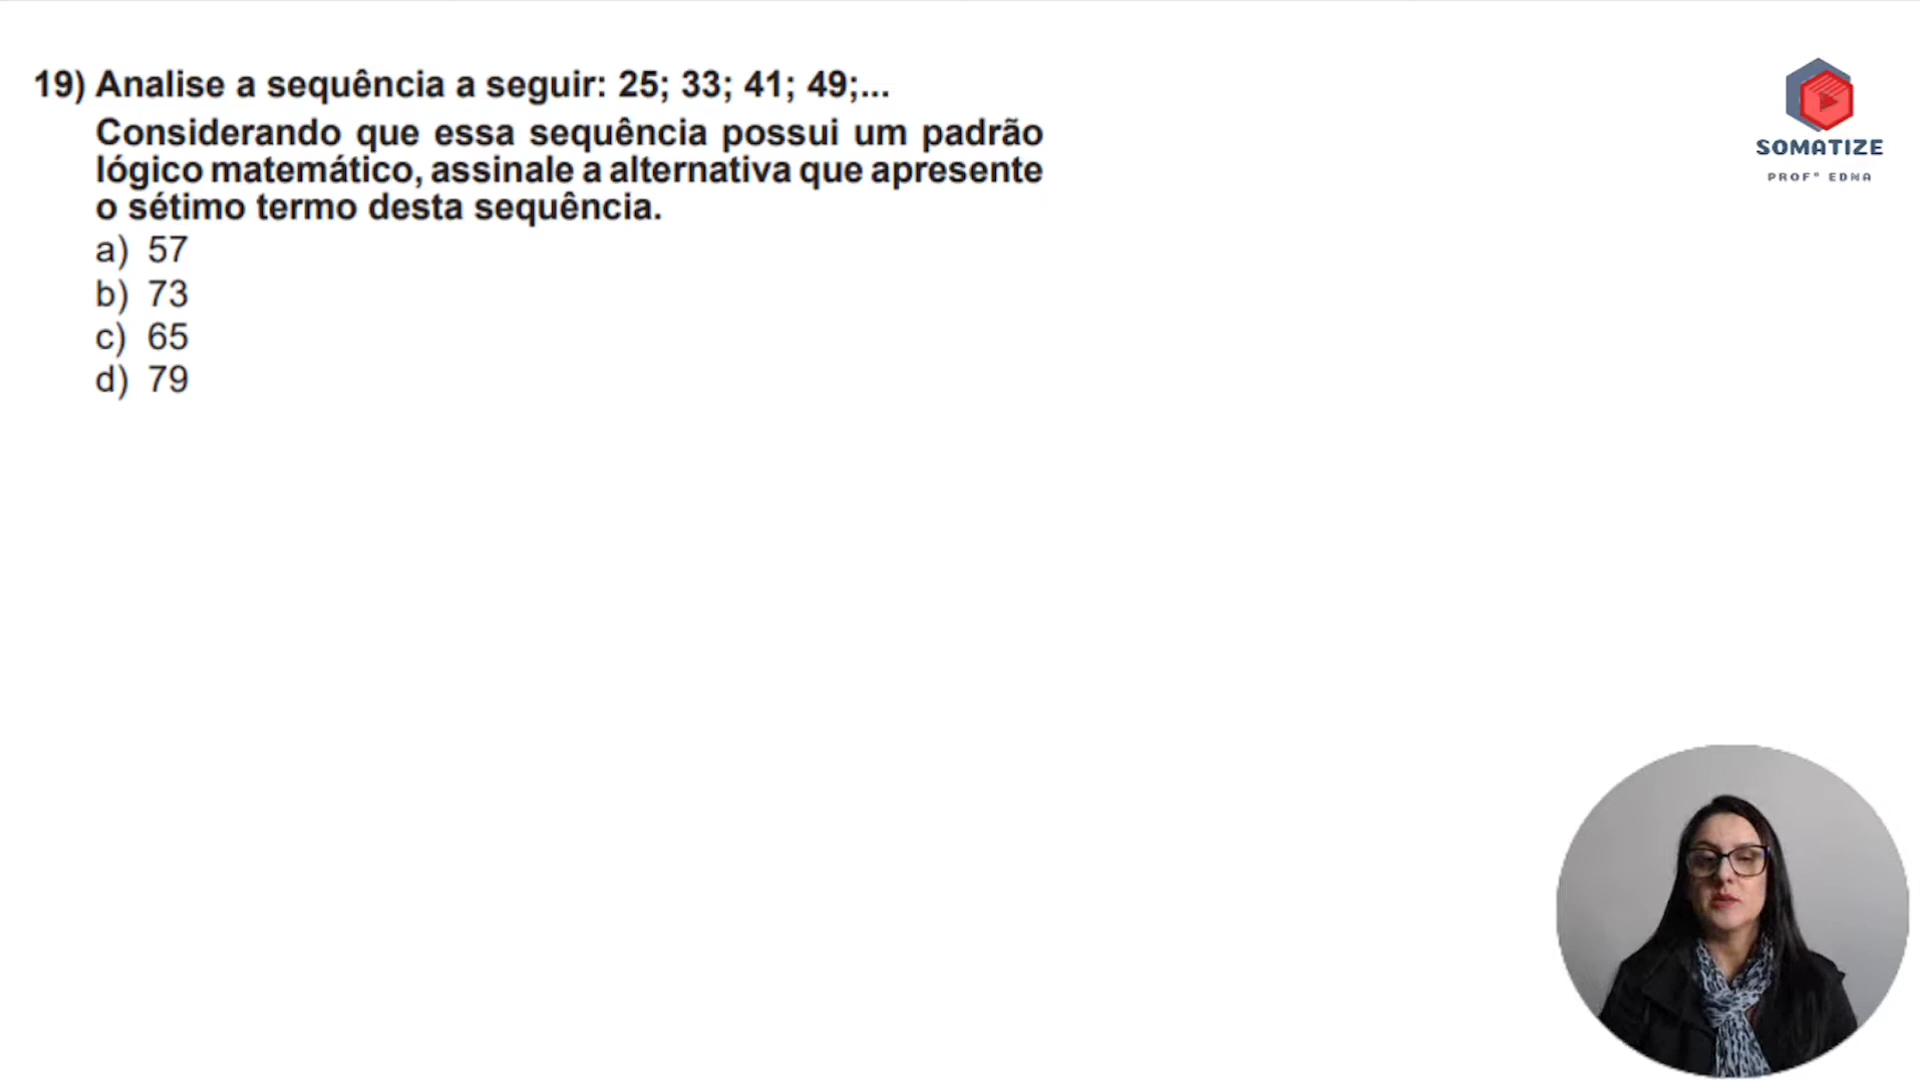 19) Analise a sequência a seguir: 25; 33; 41; 49;...
Considerando que essa sequência possui um padrão
lógico matemático, assinale a alternativa que apresente
o sétimo termo desta sequência.
a) 57
b) 73
c) 65
d) 79
SOMATIZE
PROFª EDNA